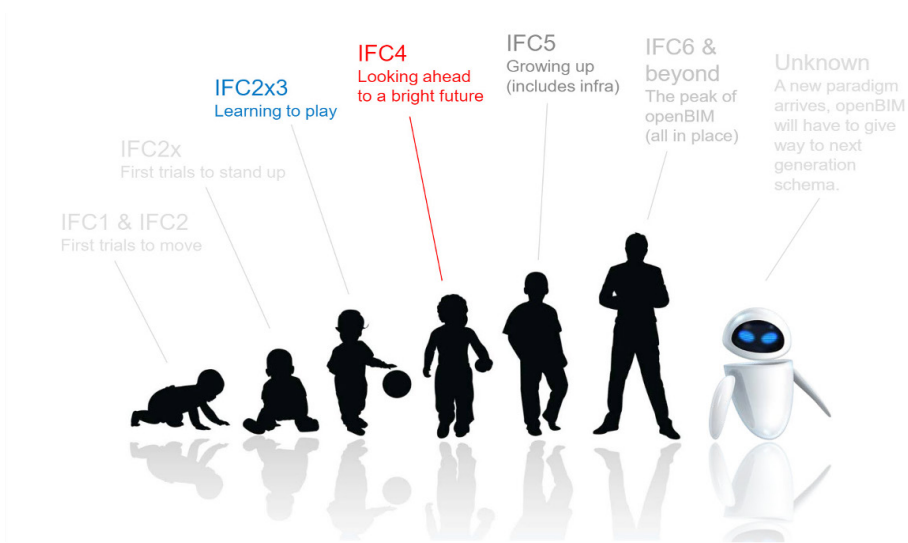 IFC1 & IFC2
First trials to move
IFC2x
First trials to stand up
IFC2x3
Learning to play
IFC4
Looking ahead
to a bright future
IFC5
Growing up
(includes infra)
IFC6 &
beyond
The peak of
openBIM
(all in place)
Unknown
A new paradigm
arrives, openBIM
will have to give
way to next
generation
schema.